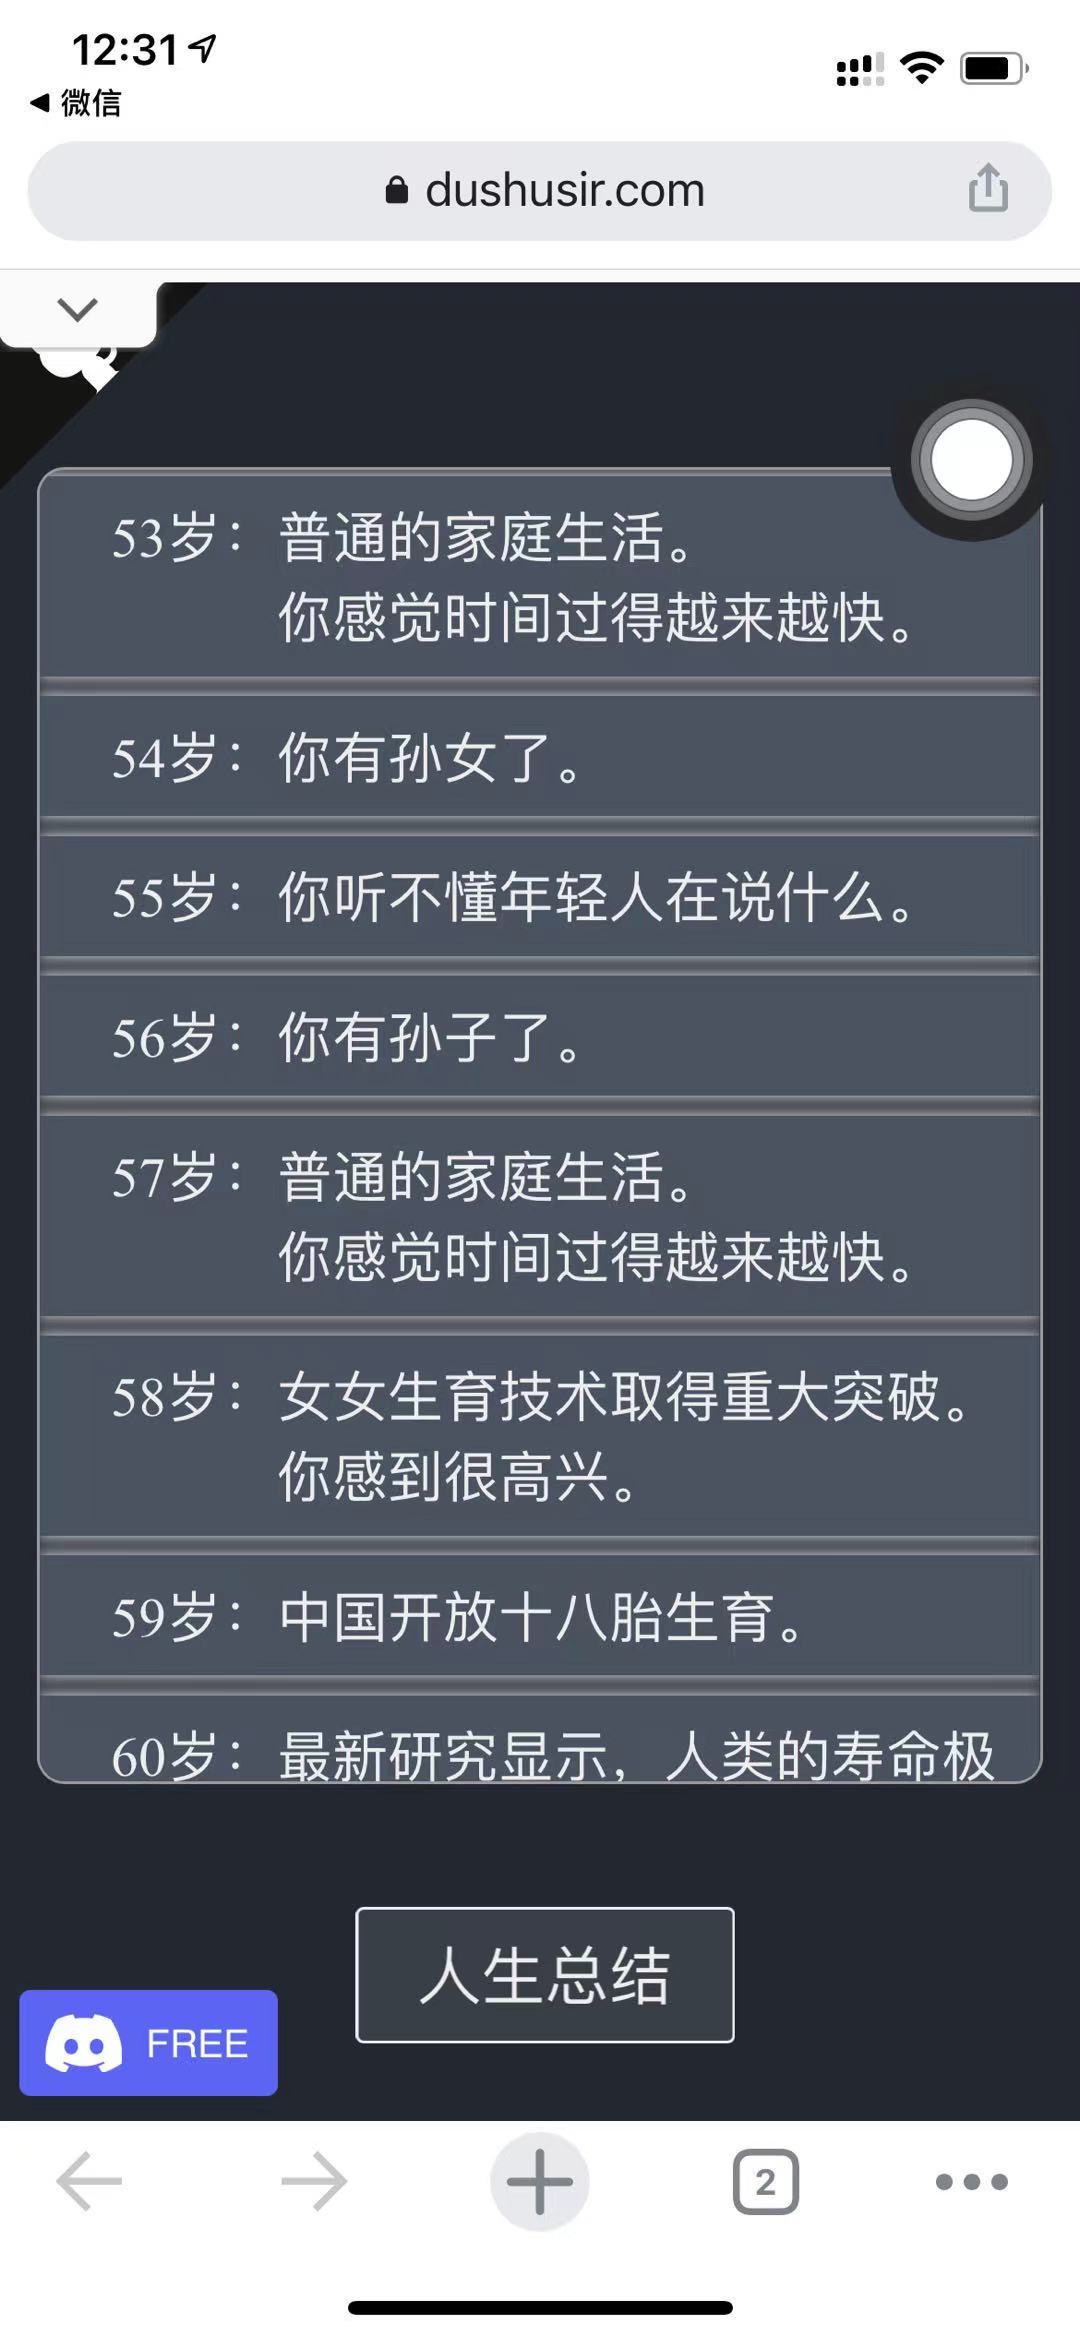 12:31
微信
dushusir.com
53岁：普通的家庭生活。
你感觉时间过得越来越快。
54岁：你有孙女了。
55岁：你听不懂年轻人在说什么。
56岁：你有孙子了。
57岁：普通的家庭生活。
你感觉时间过得越来越快。
58岁：女女生育技术取得重大突破。
你感到很高兴。
59岁：中国开放十八胎生育。
60岁：最新研究显示，人类的寿命极
人生总结
FREE
2